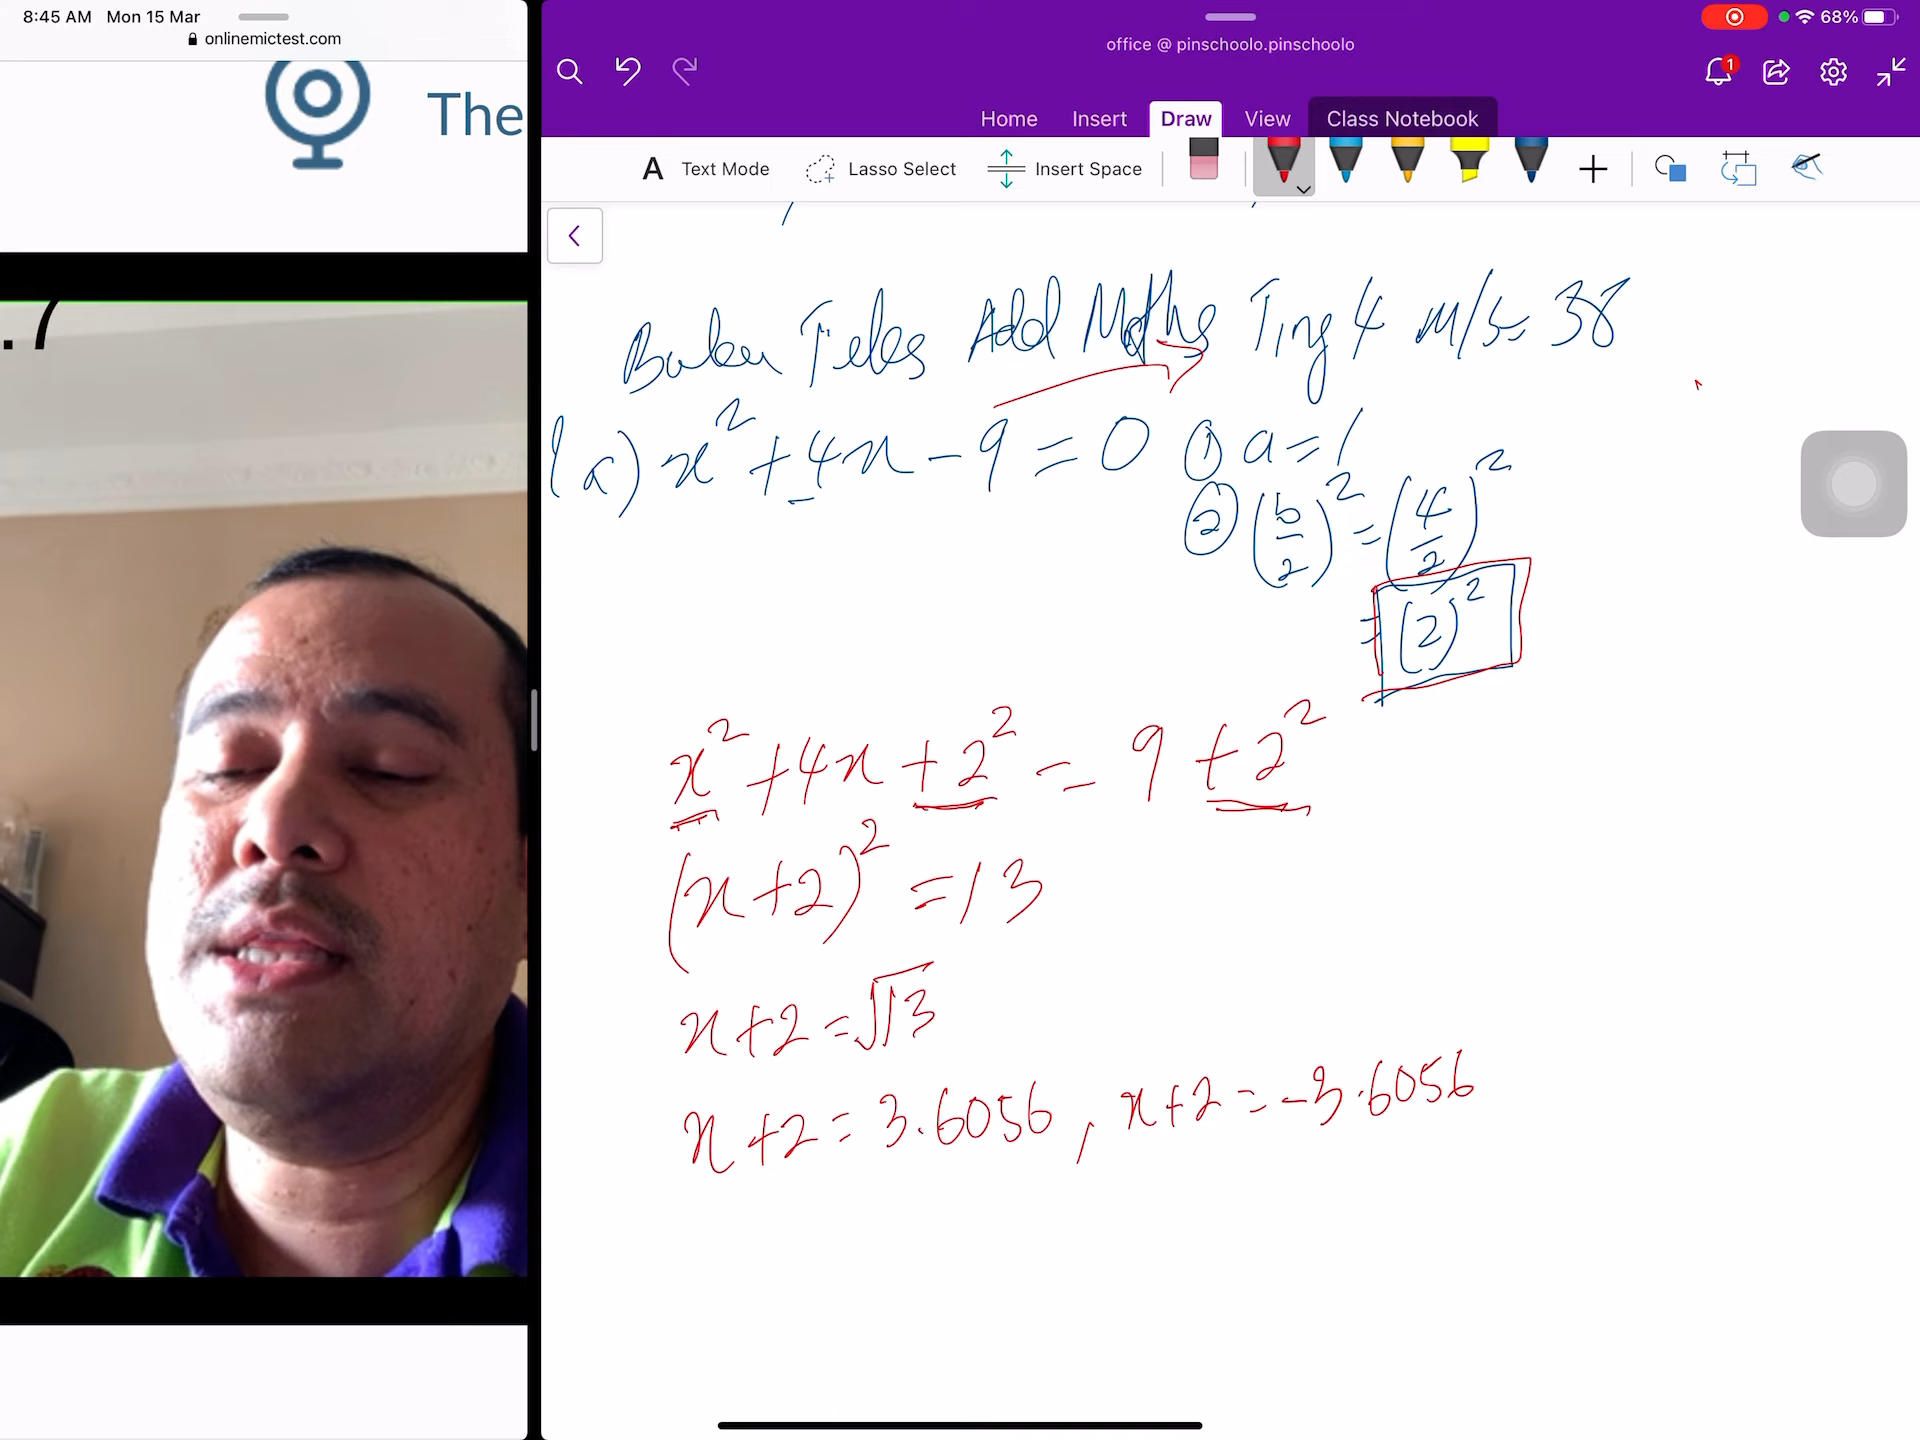 8:45 AM Mon 15 Mar
onlinemictest.com
The
.7
68%
office @ pinschoolo.pinschoolo
1
Home Insert Draw View Class Notebook
A Text Mode Lasso Select Insert Space
Buku Teks Add Maths Ting 4 m/s 38
1a) x² + 4x - 9 = 0 ① a = 1
② (b/2)² = (4/2)²
= (2)²
x² + 4x + 2² = 9 + 2²
(x+2)² = 13
x+2 = √13
x+2 = 3.6056, x+2 = -3.6056